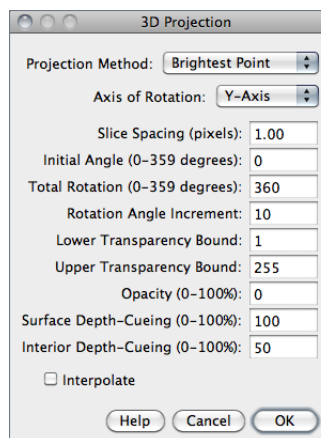 3D Projection
Projection Method: Brightest Point
Axis of Rotation: Y-Axis
Slice Spacing (pixels): 1.00
Initial Angle (0-359 degrees): 0
Total Rotation (0-359 degrees): 360
Rotation Angle Increment: 10
Lower Transparency Bound: 1
Upper Transparency Bound: 255
Opacity (0-100%): 0
Surface Depth-Cueing (0-100%): 100
Interior Depth-Cueing (0-100%): 50
Interpolate
Help Cancel OK